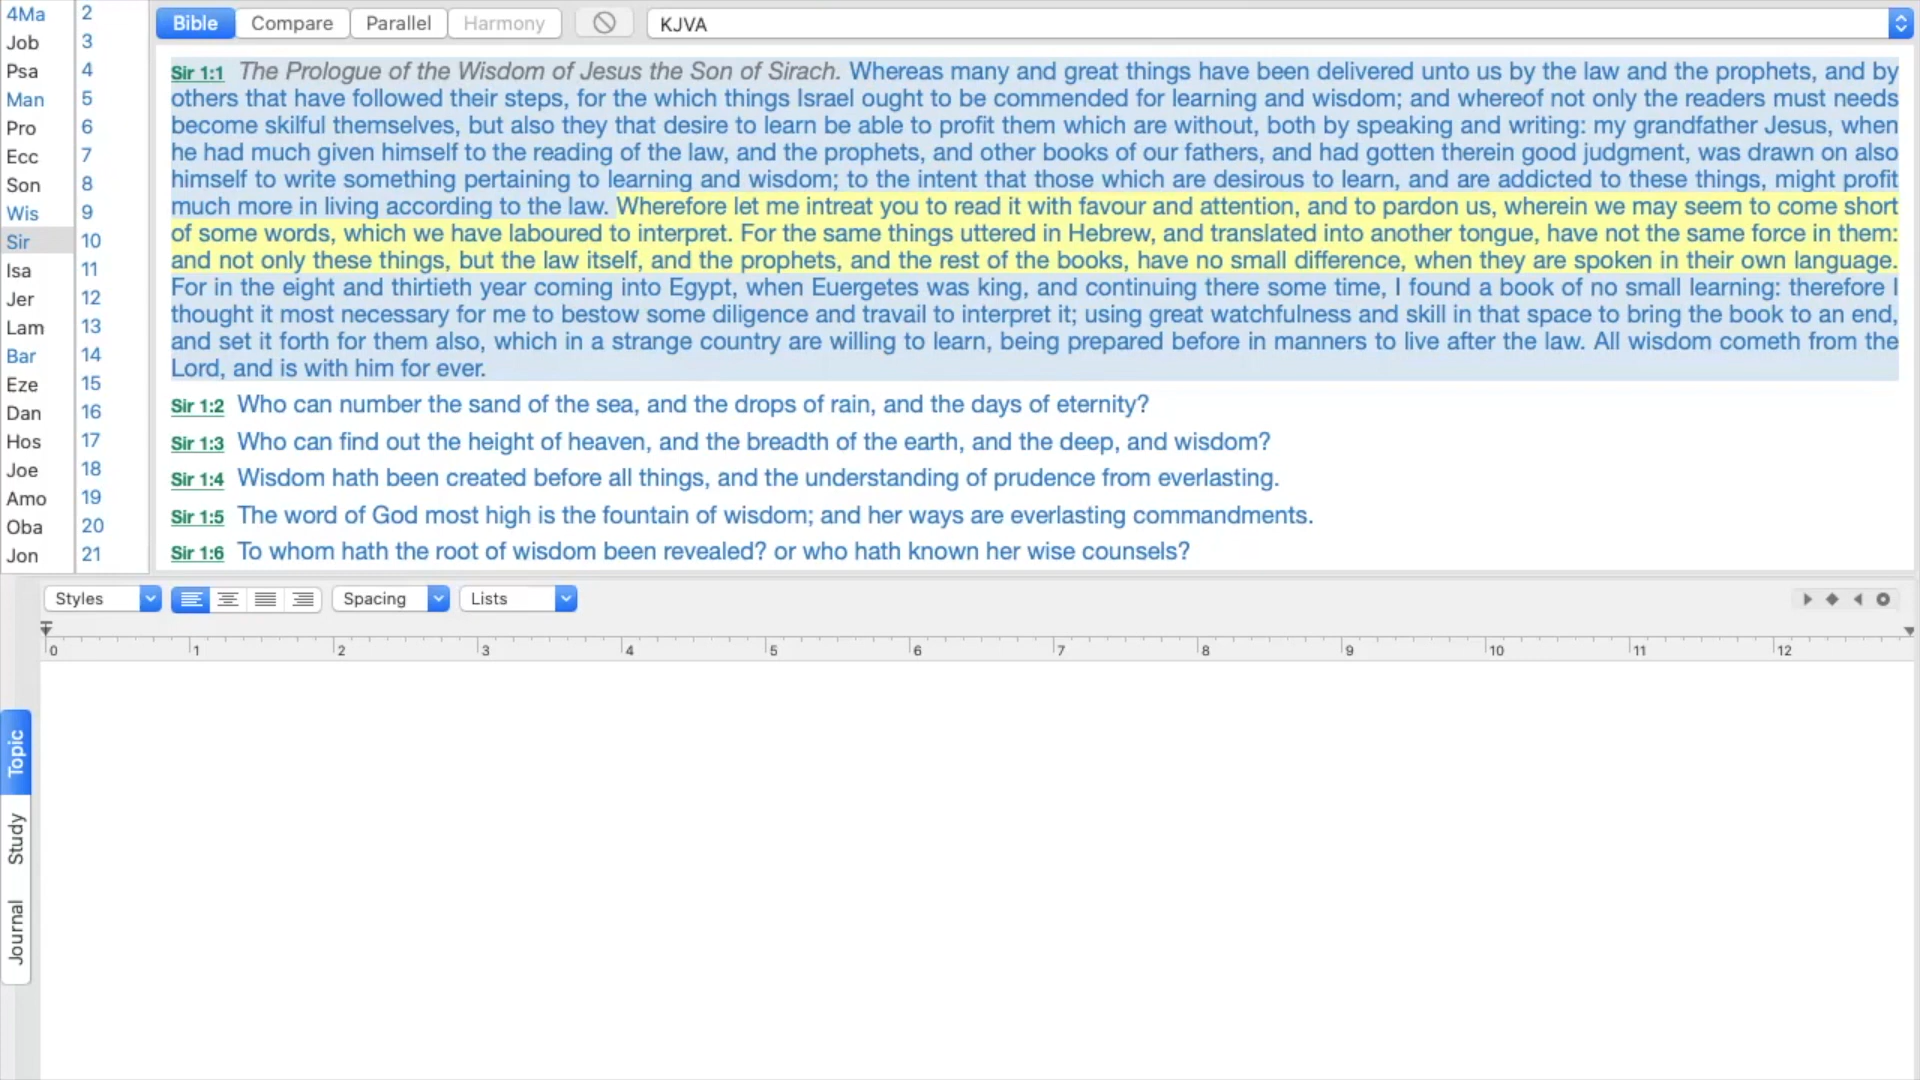 4Ma
Job
Psa
Man
Pro
Ecc
Son
Wis
Sir
Isa
Jer
Lam
Bar
Eze
Dan
Hos
Joe
Amo
Oba
Jon
2
3
4
5
6
7
8
9
10
11
12
13
14
15
16
17
18
19
20
21
Bible Compare Parallel Harmony KJVA
Sir 1:1 The Prologue of the Wisdom of Jesus the Son of Sirach. Whereas many and great things have been delivered unto us by the law and the prophets, and by
others that have followed their steps, for the which things Israel ought to be commended for learning and wisdom; and whereof not only the readers must needs
become skilful themselves, but also they that desire to learn be able to profit them which are without, both by speaking and writing: my grandfather Jesus, when
he had much given himself to the reading of the law, and the prophets, and other books of our fathers, and had gotten therein good judgment, was drawn on also
himself to write something pertaining to learning and wisdom; to the intent that those which are desirous to learn, and are addicted to these things, might profit
much more in living according to the law. Wherefore let me intreat you to read it with favour and attention, and to pardon us, wherein we may seem to come short
of some words, which we have laboured to interpret. For the same things uttered in Hebrew, and translated into another tongue, have not the same force in them:
and not only these things, but the law itself, and the prophets, and the rest of the books, have no small difference, when they are spoken in their own language.
For in the eight and thirtieth year coming into Egypt, when Euergetes was king, and continuing there some time, I found a book of no small learning: therefore I
thought it most necessary for me to bestow some diligence and travail to interpret it; using great watchfulness and skill in that space to bring the book to an end,
and set it forth for them also, which in a strange country are willing to learn, being prepared before in manners to live after the law. All wisdom cometh from the
Lord, and is with him for ever.
Sir 1:2 Who can number the sand of the sea, and the drops of rain, and the days of eternity?
Sir 1:3 Who can find out the height of heaven, and the breadth of the earth, and the deep, and wisdom?
Sir 1:4 Wisdom hath been created before all things, and the understanding of prudence from everlasting.
Sir 1:5 The word of God most high is the fountain of wisdom; and her ways are everlasting commandments.
Sir 1:6 To whom hath the root of wisdom been revealed? or who hath known her wise counsels?
Styles Spacing Lists
0 1 2 3 4 5 6 7 8 9 10 11 12
Topic
Study
Journal